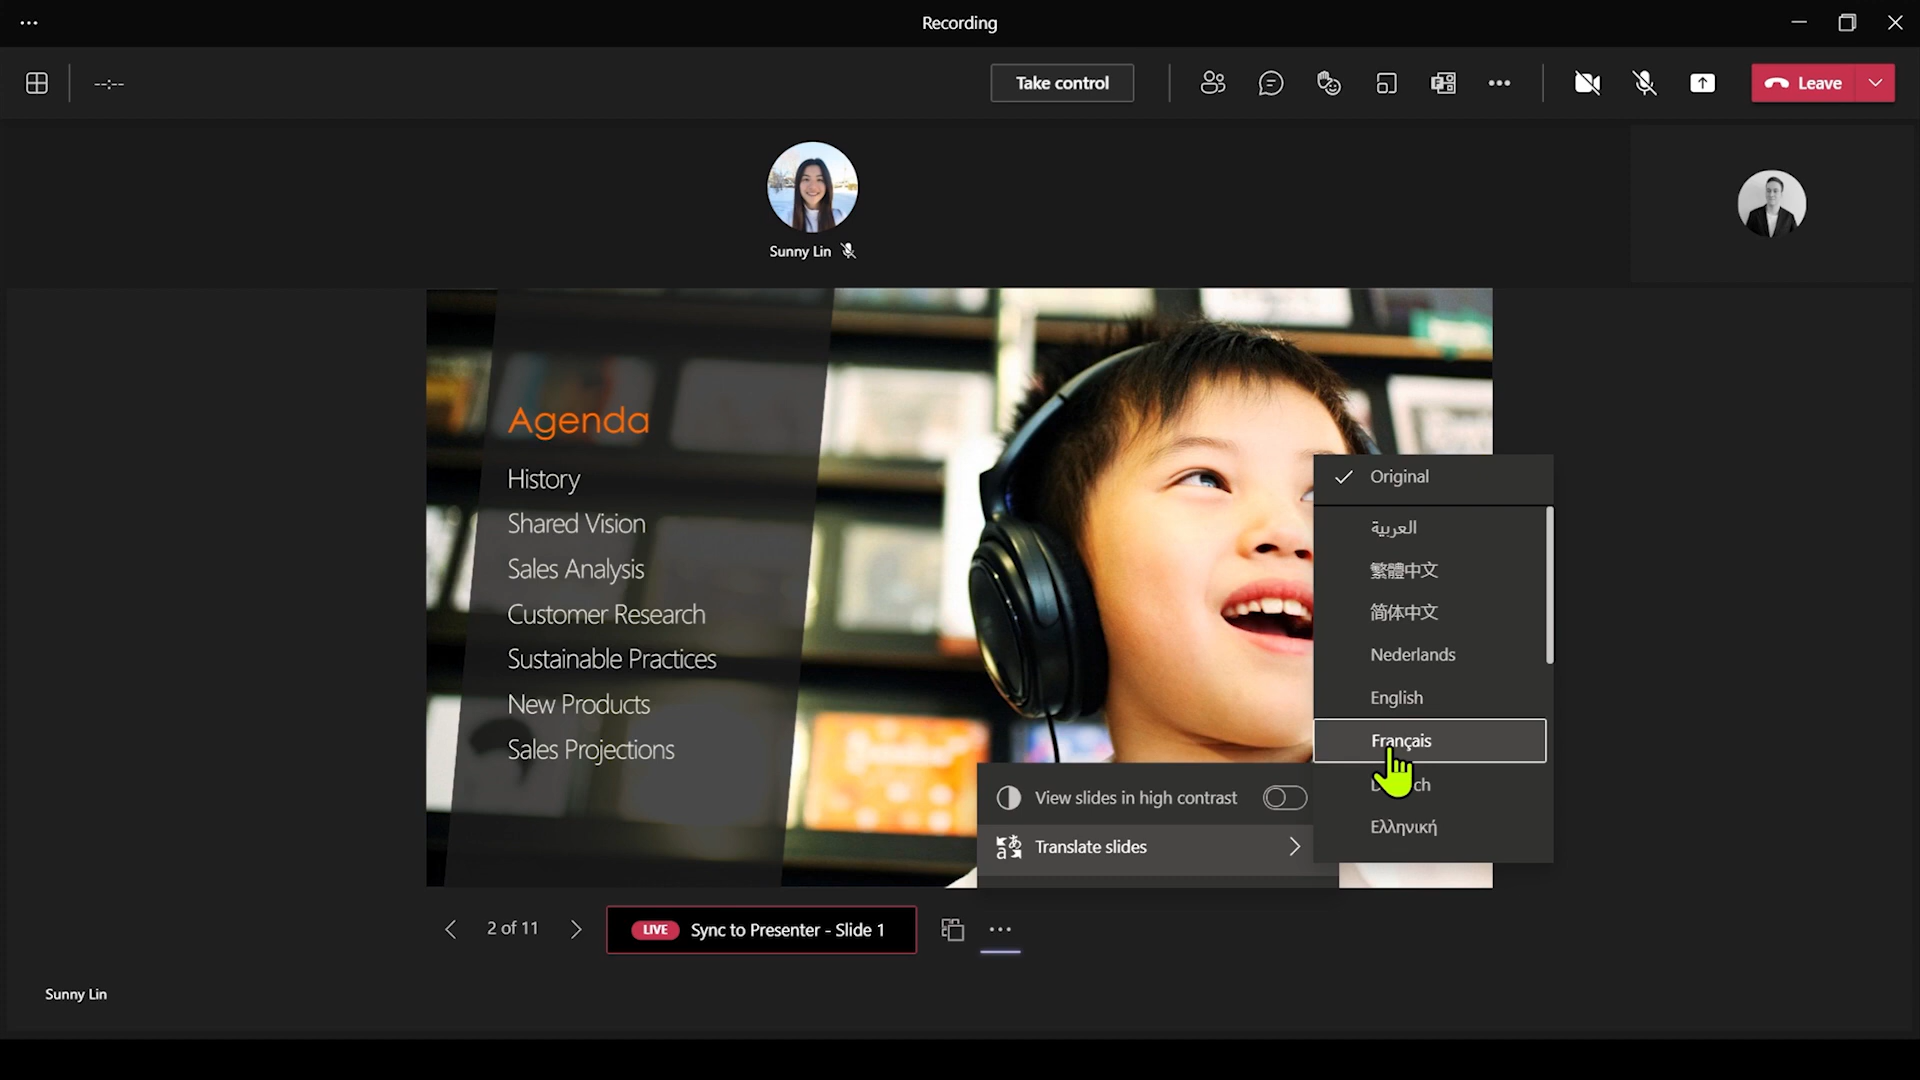 Recording
--:--
Take control
Leave
Sunny Lin
Agenda
History
Shared Vision
Sales Analysis
Customer Research
Sustainable Practices
New Products
Sales Projections
Original
العربية
繁體中文
简体中文
Nederlands
English
Français
Ελληνική
View slides in high contrast
Translate slides
2 of 11
LIVE Sync to Presenter - Slide 1
Sunny Lin